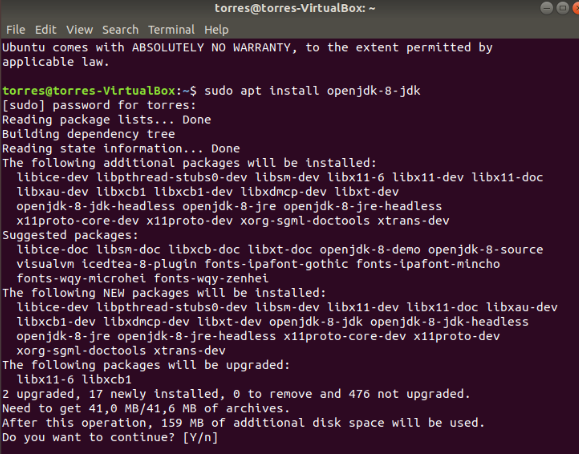 torres@torres-VirtualBox: ~
File Edit View Search Terminal Help
Ubuntu comes with ABSOLUTELY NO WARRANTY, to the extent permitted by
applicable law.
torres@torres-VirtualBox:~$ sudo apt install openjdk-8-jdk
[sudo] password for torres:
Reading package lists... Done
Building dependency tree
Reading state information... Done
The following additional packages will be installed:
  libice-dev libpthread-stubs0-dev libsm-dev libx11-6 libx11-dev libx11-doc
  libxau-dev libxcb1 libxcb1-dev libxdmcp-dev libxt-dev
  openjdk-8-jdk-headless openjdk-8-jre openjdk-8-jre-headless
  x11proto-core-dev x11proto-dev xorg-sgml-doctools xtrans-dev
Suggested packages:
  libice-doc libsm-doc libxcb-doc libxt-doc openjdk-8-demo openjdk-8-source
  visualvm icedtea-8-plugin fonts-ipafont-gothic fonts-ipafont-mincho
  fonts-wqy-microhei fonts-wqy-zenhei
The following NEW packages will be installed:
  libice-dev libpthread-stubs0-dev libsm-dev libx11-dev libx11-doc libxau-dev
  libxcb1-dev libxdmcp-dev libxt-dev openjdk-8-jdk openjdk-8-jdk-headless
  openjdk-8-jre openjdk-8-jre-headless x11proto-core-dev x11proto-dev
  xorg-sgml-doctools xtrans-dev
The following packages will be upgraded:
  libx11-6 libxcb1
2 upgraded, 17 newly installed, 0 to remove and 476 not upgraded.
Need to get 41,0 MB/41,6 MB of archives.
After this operation, 159 MB of additional disk space will be used.
Do you want to continue? [Y/n]